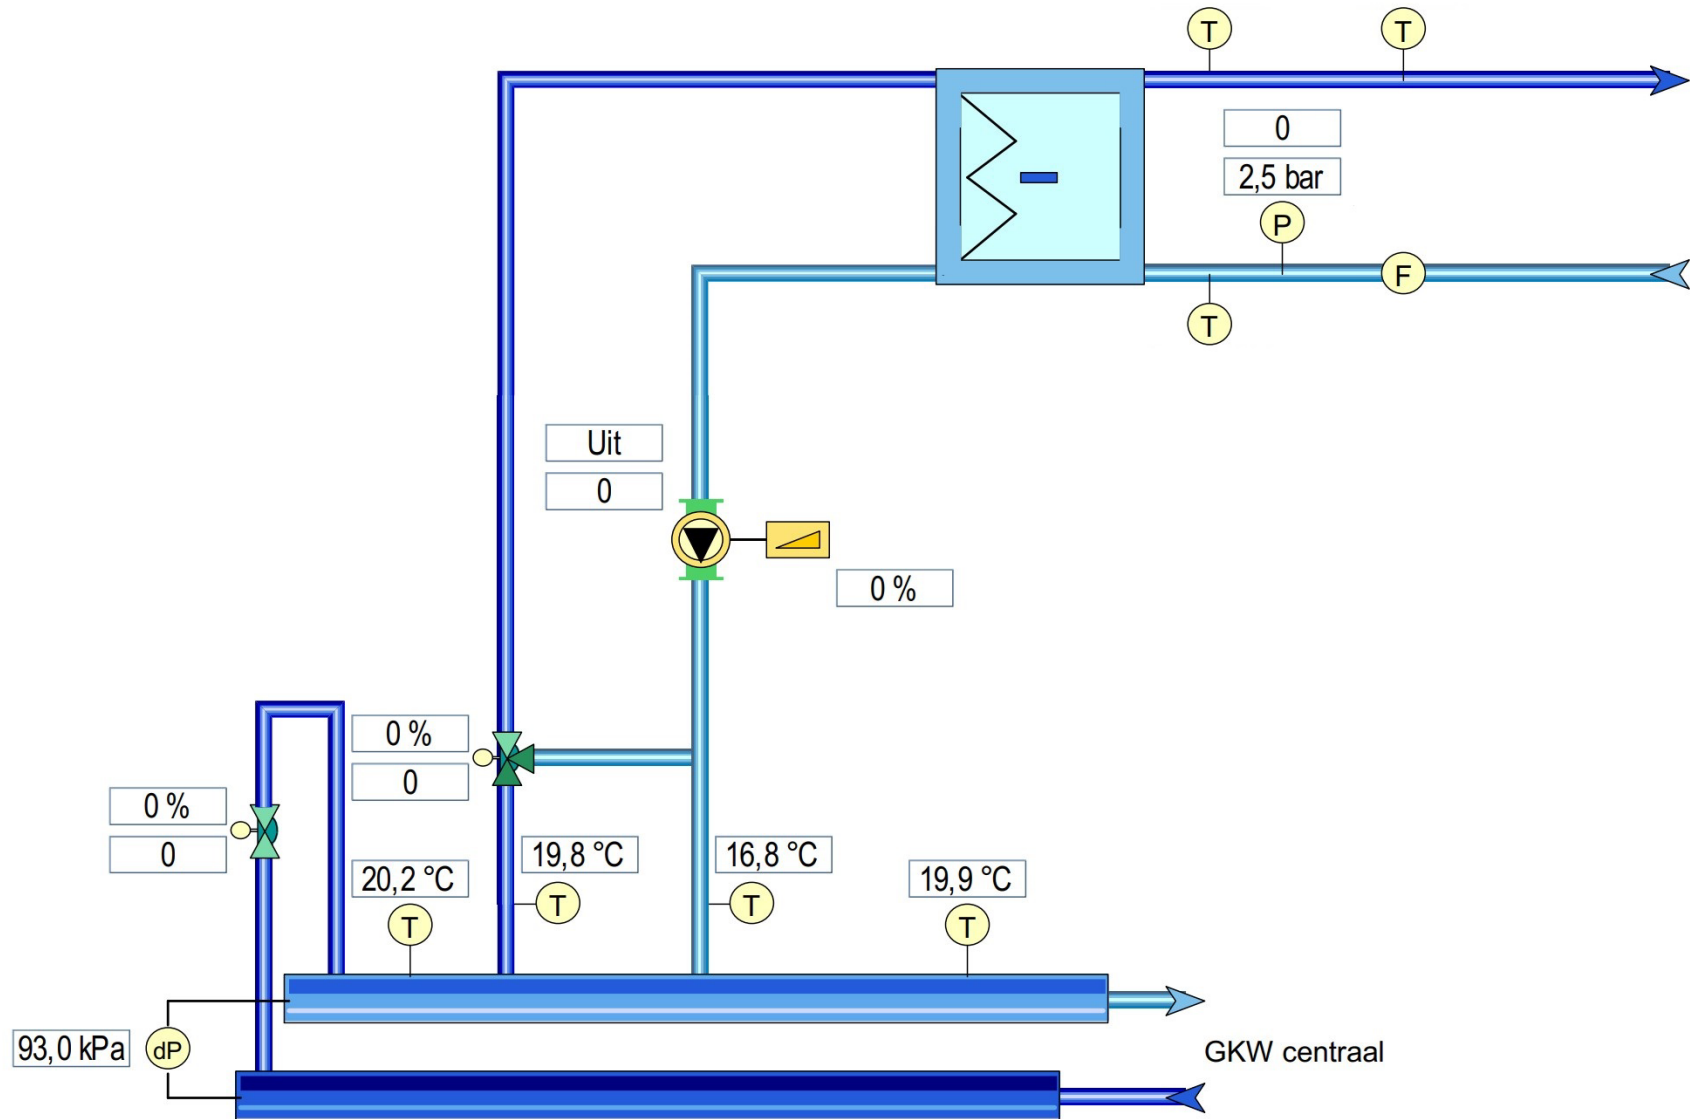 T
T
0
2,5 bar
P
F
T
Uit
0
0 %
0 %
0
0 %
0
19,8 °C
16,8 °C
20,2 °C
19,9 °C
T
T
T
T
93,0 kPa
dP
GKW centraal